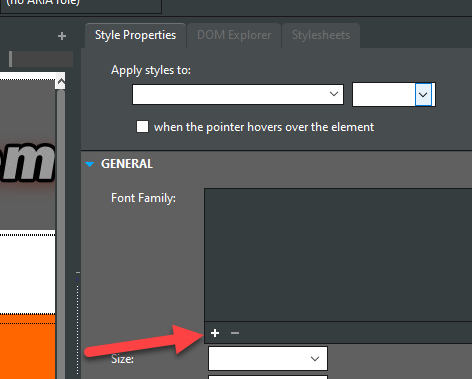 (no ARIA role)
Style Properties
DOM Explorer
Stylesheets
Apply styles to:
when the pointer hovers over the element
GENERAL
Font Family:
em
Size: